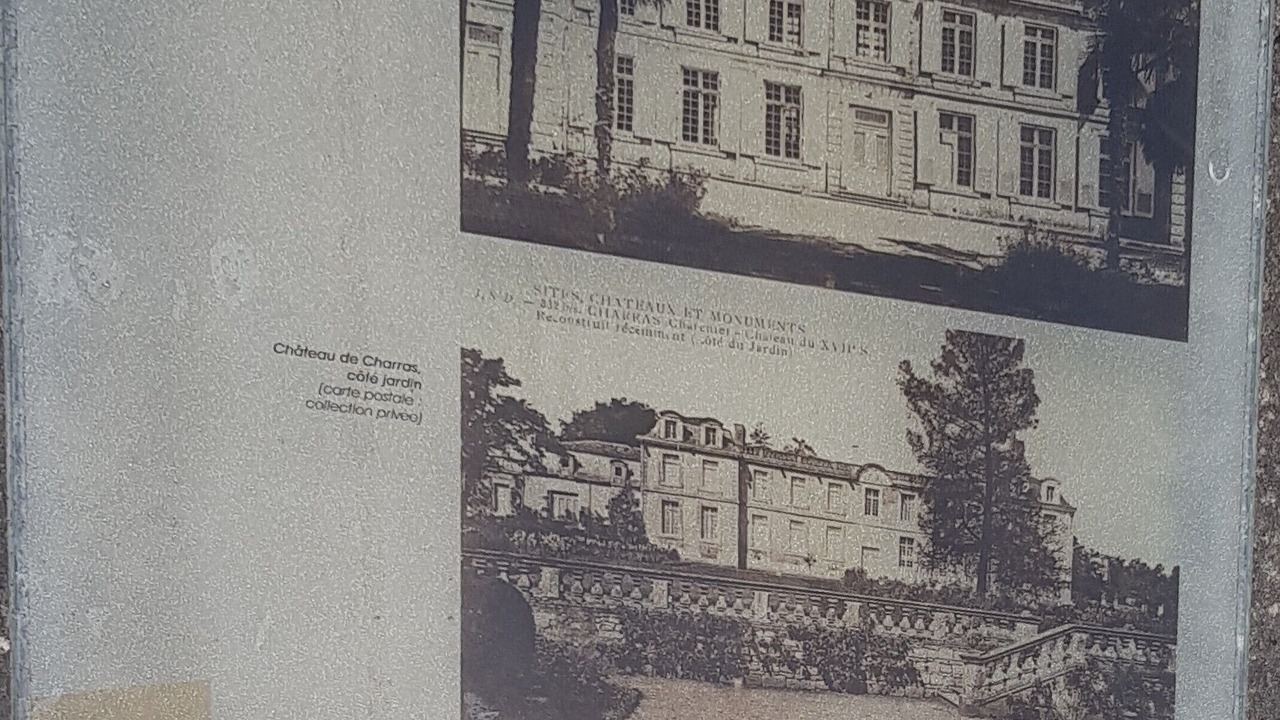 SITES, CHATEAUX ET MONUMENTS
CHARRAS Charente) - Chateau du XVIIe S
Reconstruit récemment (Côté du Jardin)
Château de Charras,
côté jardin
(carte postale :
collection privée)